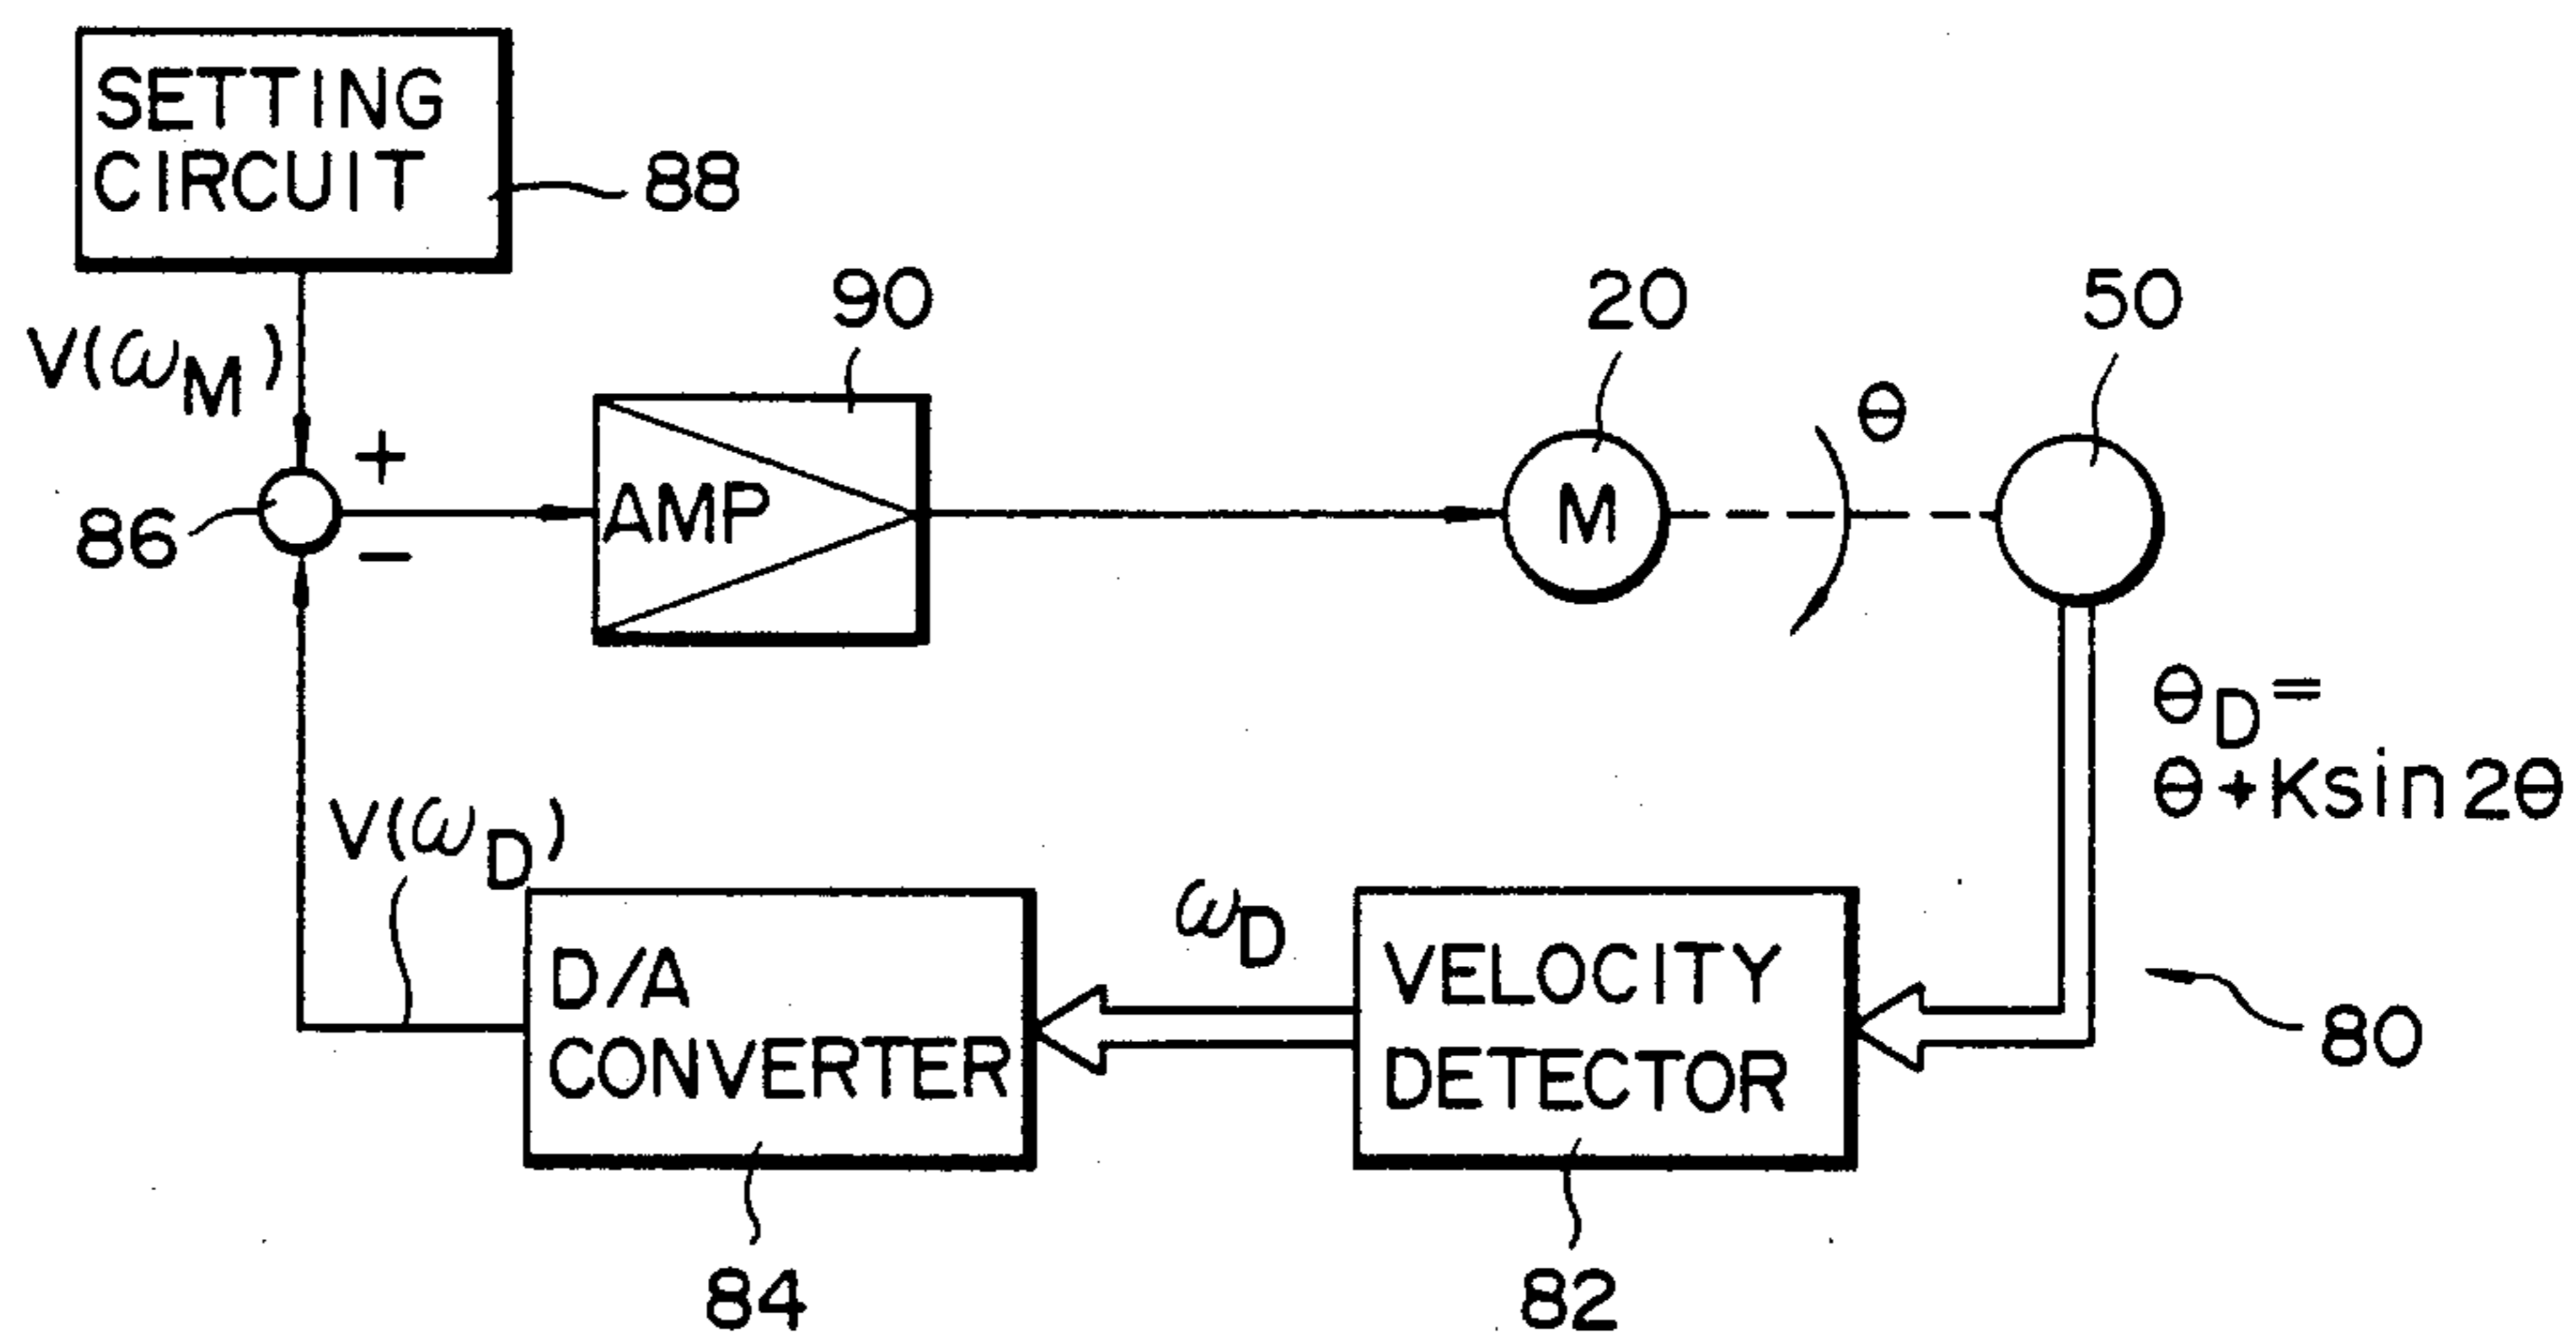 SETTING
CIRCUIT
88
90
20
50
V(ωM)
θ
+
86
−
AMP
M
θD=
θ+Ksin2θ
V(ωD)
ωD
D/A
CONVERTER
VELOCITY
DETECTOR
80
84
82